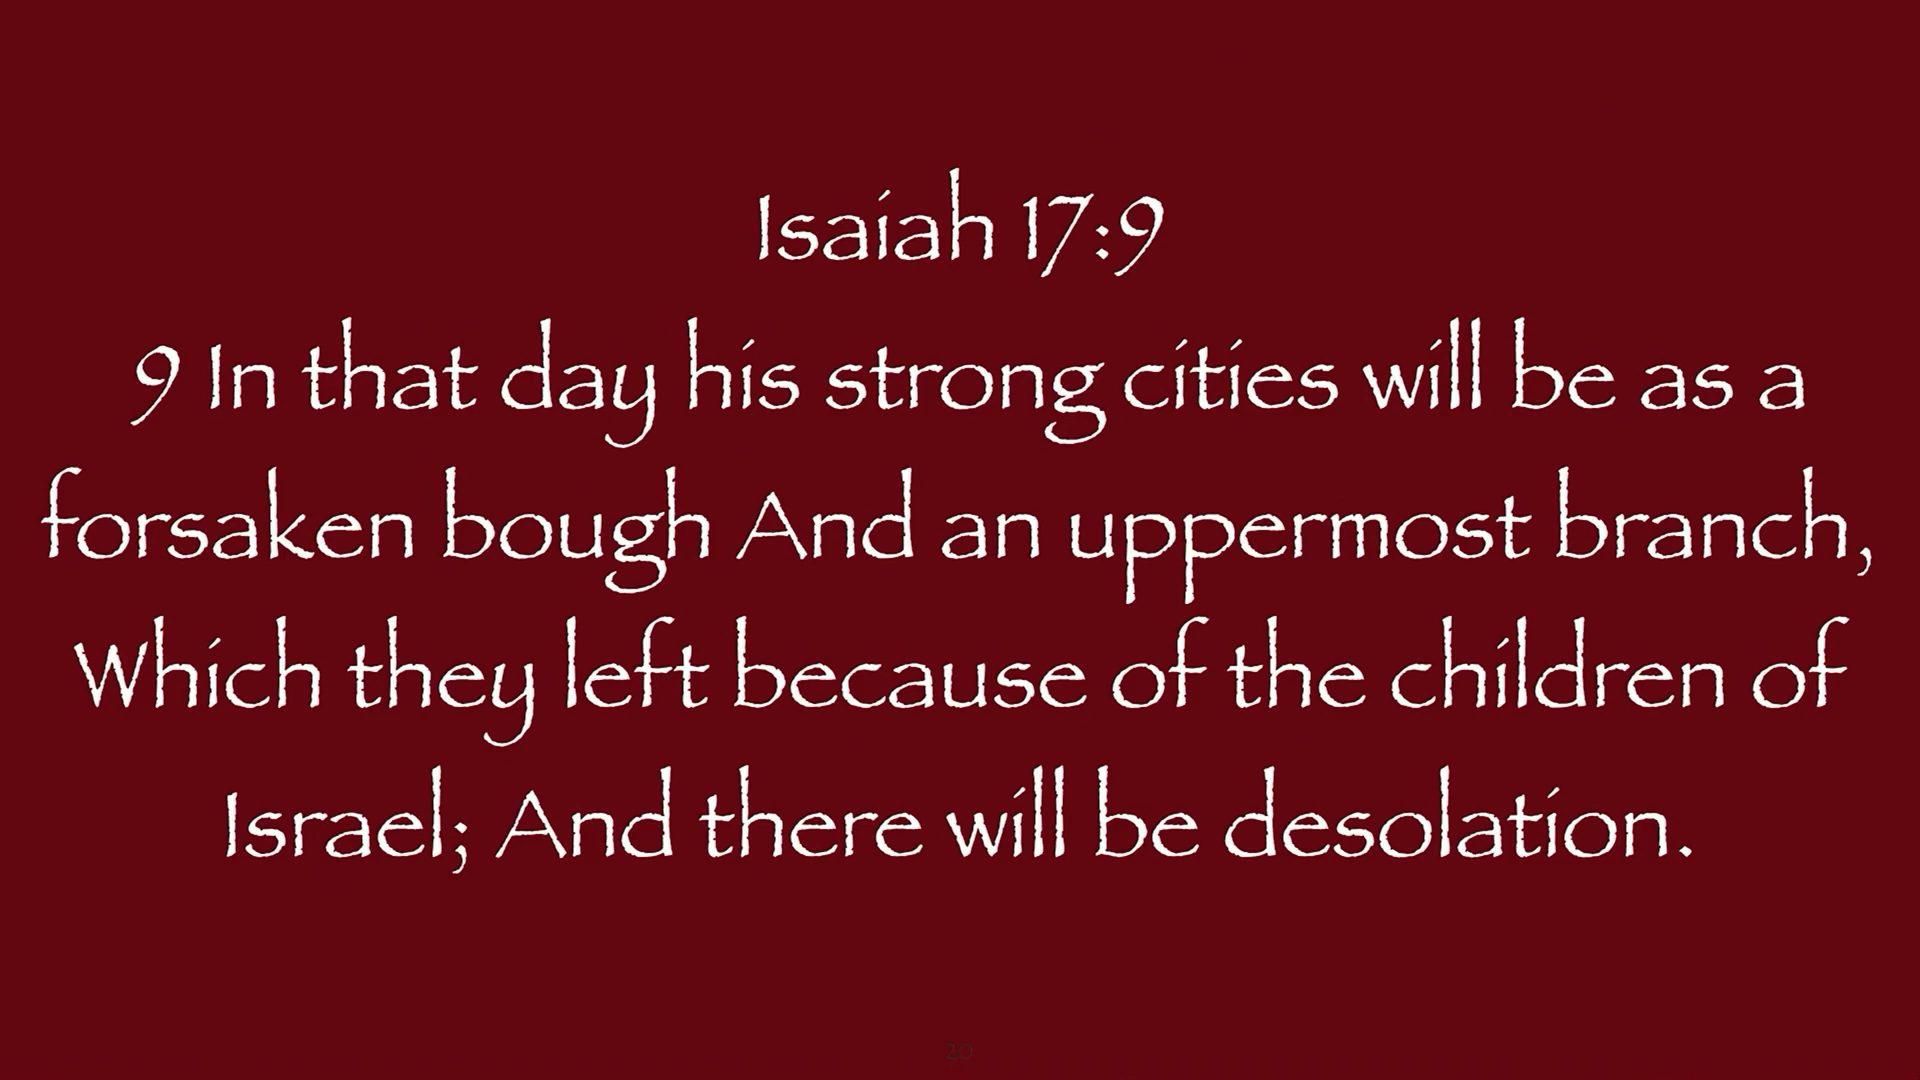 Isaiah 17:9
9 In that day his strong cities will be as a
forsaken bough And an uppermost branch,
Which they left because of the children of
Israel; And there will be desolation.
20